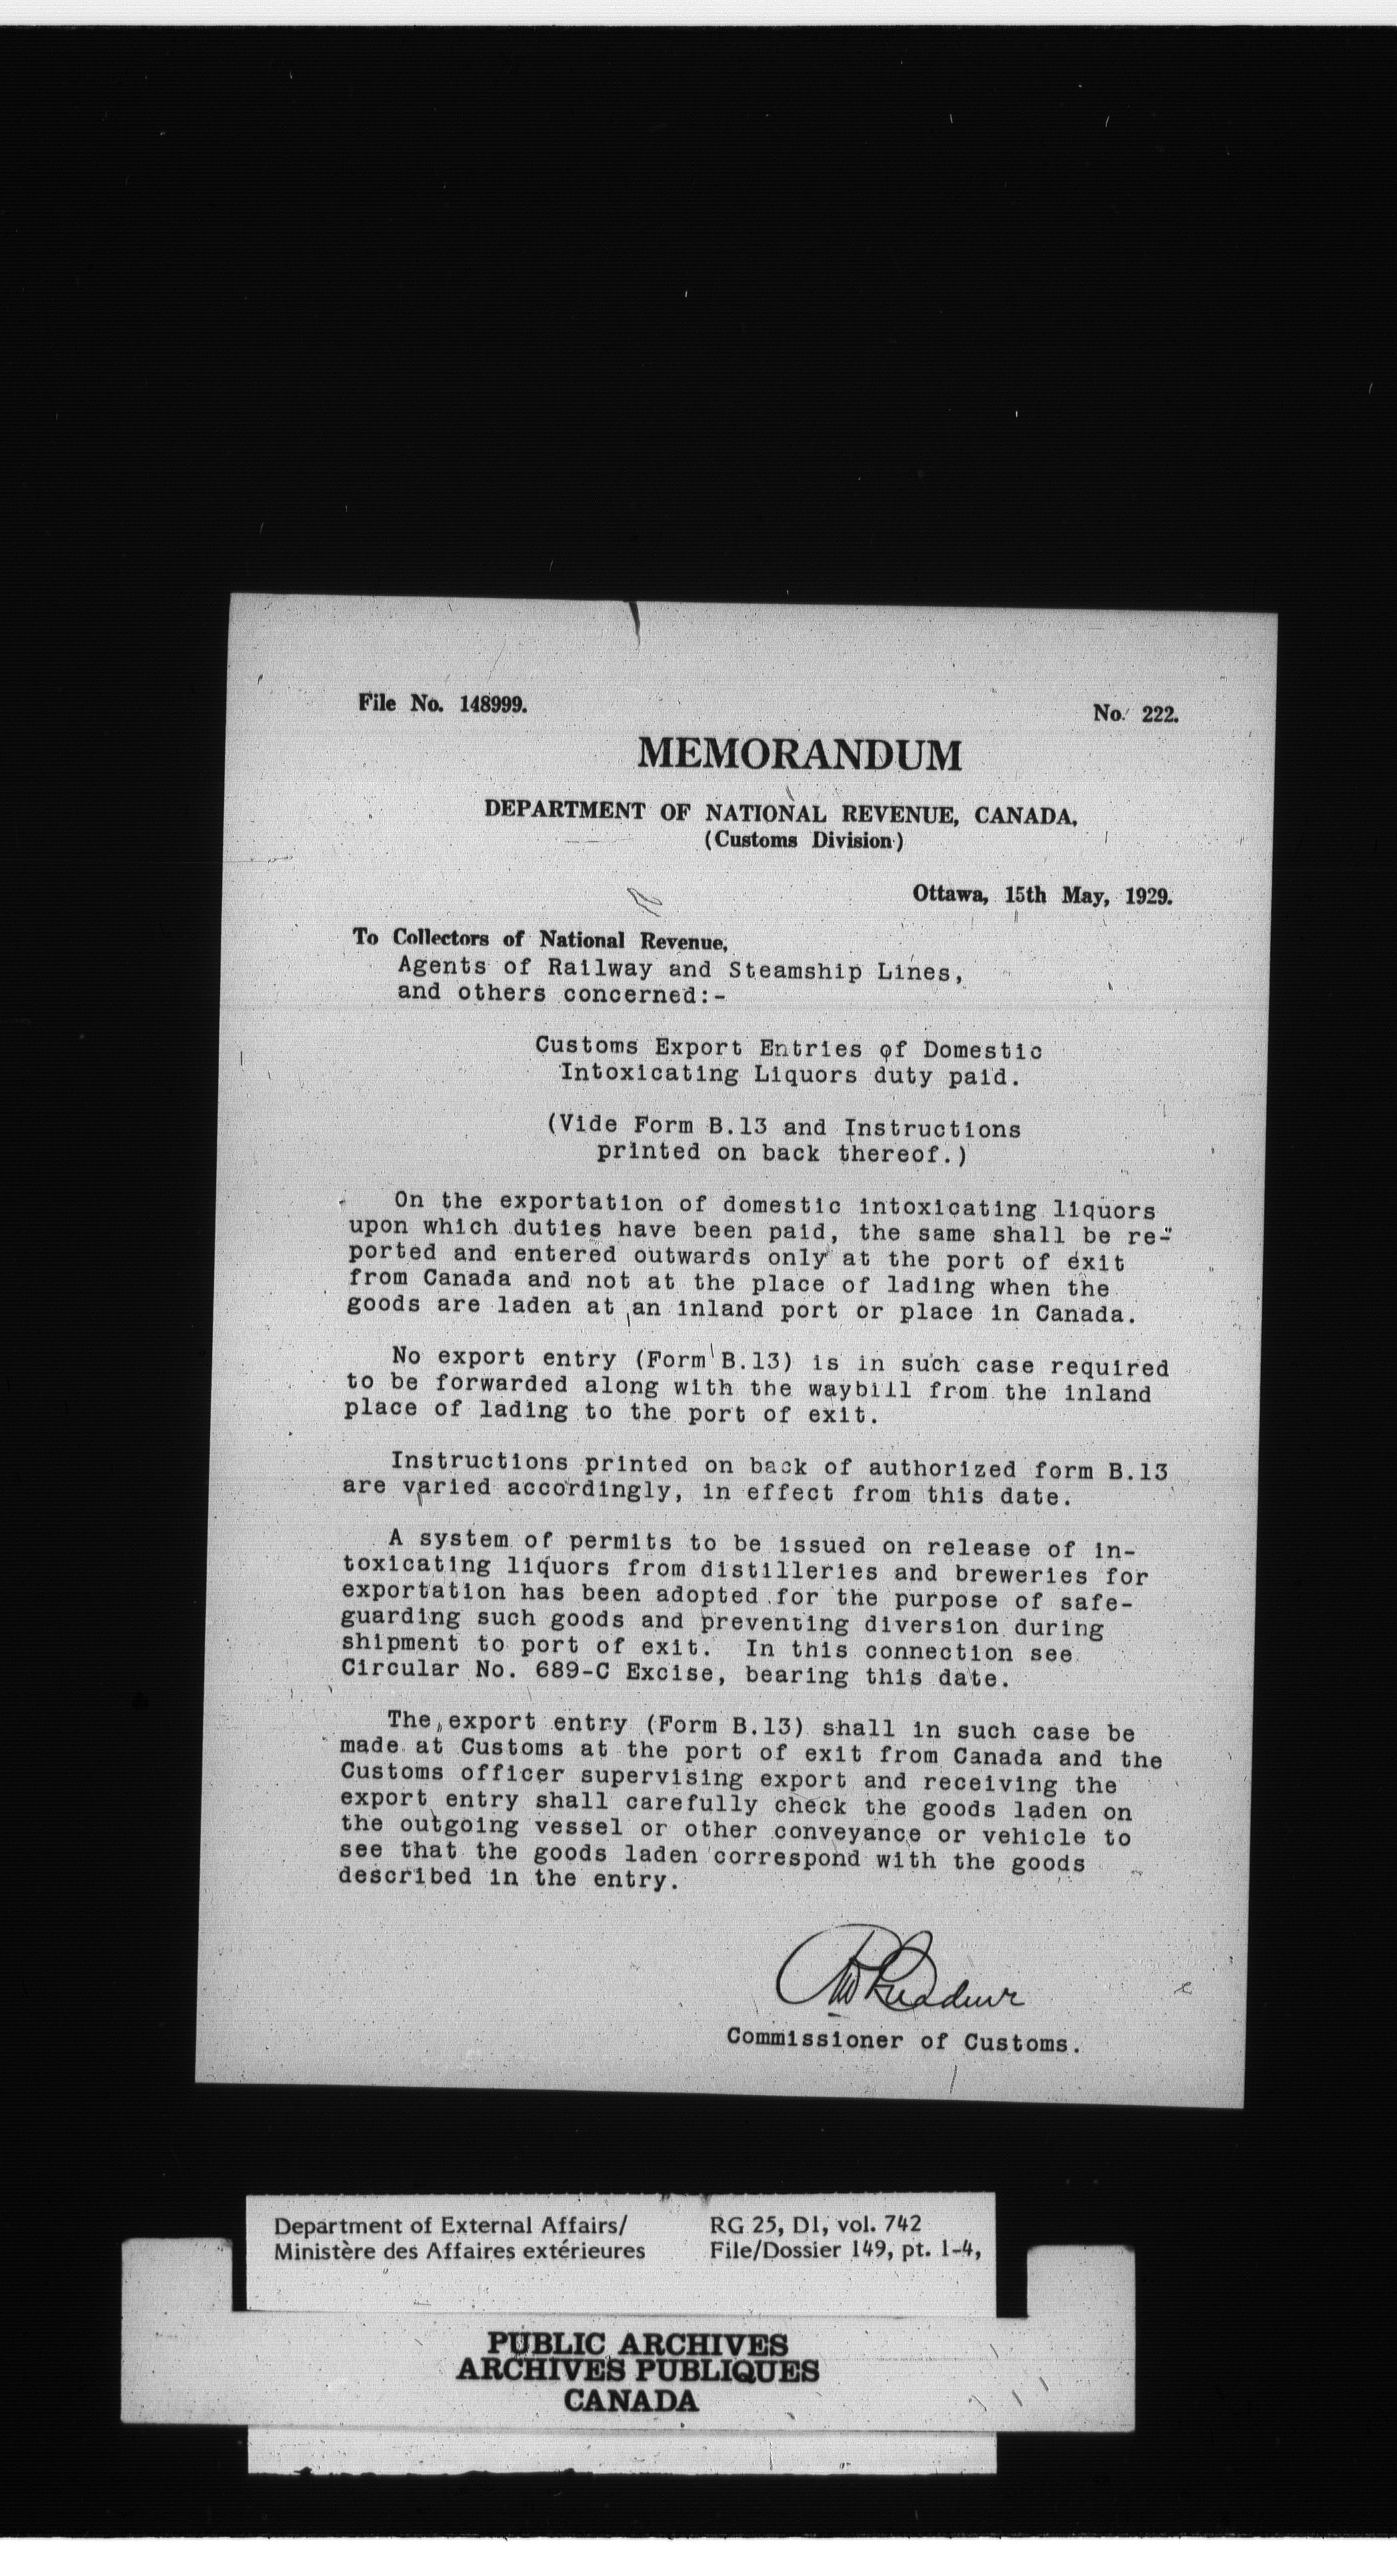 File No. 148999.
No. 222.
MEMORANDUM
DEPARTMENT OF NATIONAL REVENUE, CANADA,
(Customs Division)
Ottawa, 15th May, 1929.
To Collectors of National Revenue,
Agents of Railway and Steamship Lines,
and others concerned:-
Customs Export Entries of Domestic
Intoxicating Liquors duty paid.
(Vide Form B.13 and Instructions
printed on back thereof.)
On the exportation of domestic intoxicating liquors
upon which duties have been paid, the same shall be re-
ported and entered outwards only at the port of exit
from Canada and not at the place of lading when the
goods are laden at an inland port or place in Canada.
No export entry (Form B.13) is in such case required
to be forwarded along with the waybill from the inland
place of lading to the port of exit.
Instructions printed on back of authorized form B.13
are varied accordingly, in effect from this date.
A system of permits to be issued on release of in-
toxicating liquors from distilleries and breweries for
exportation has been adopted for the purpose of safe-
guarding such goods and preventing diversion during
shipment to port of exit. In this connection see
Circular No. 689-C Excise, bearing this date.
The export entry (Form B.13) shall in such case be
made at Customs at the port of exit from Canada and the
Customs officer supervising export and receiving the
export entry shall carefully check the goods laden on
the outgoing vessel or other conveyance or vehicle to
see that the goods laden correspond with the goods
described in the entry.
Commissioner of Customs.
Department of External Affairs/
Ministère des Affaires extérieures
RG 25, D1, vol. 742
File/Dossier 149, pt. 1-4,
PUBLIC ARCHIVES
ARCHIVES PUBLIQUES
CANADA